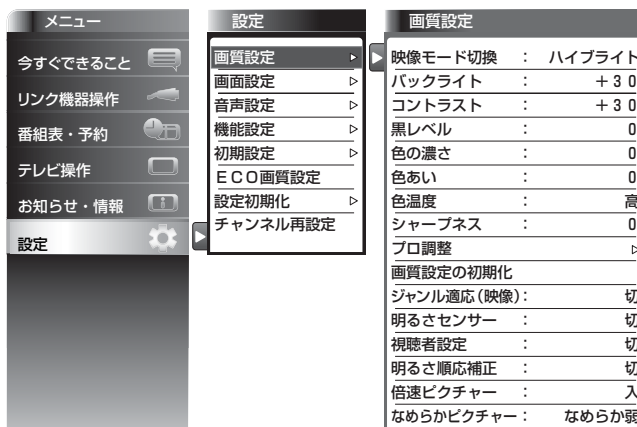 メニュー
今すぐできること
リンク機器操作
番組表・予約
テレビ操作
お知らせ・情報
設定
設定
画質設定
画面設定
音声設定
機能設定
初期設定
ECO画質設定
設定初期化
チャンネル再設定
画質設定
映像モード切換 : ハイブライト
バックライト : +30
コントラスト : +30
黒レベル : 0
色の濃さ : 0
色あい : 0
色温度 : 高
シャープネス : 0
プロ調整
画質設定の初期化
ジャンル適応(映像): 切
明るさセンサー : 切
視聴者設定 : 切
明るさ順応補正 : 切
倍速ピクチャー : 入
なめらかピクチャー: なめらか弱